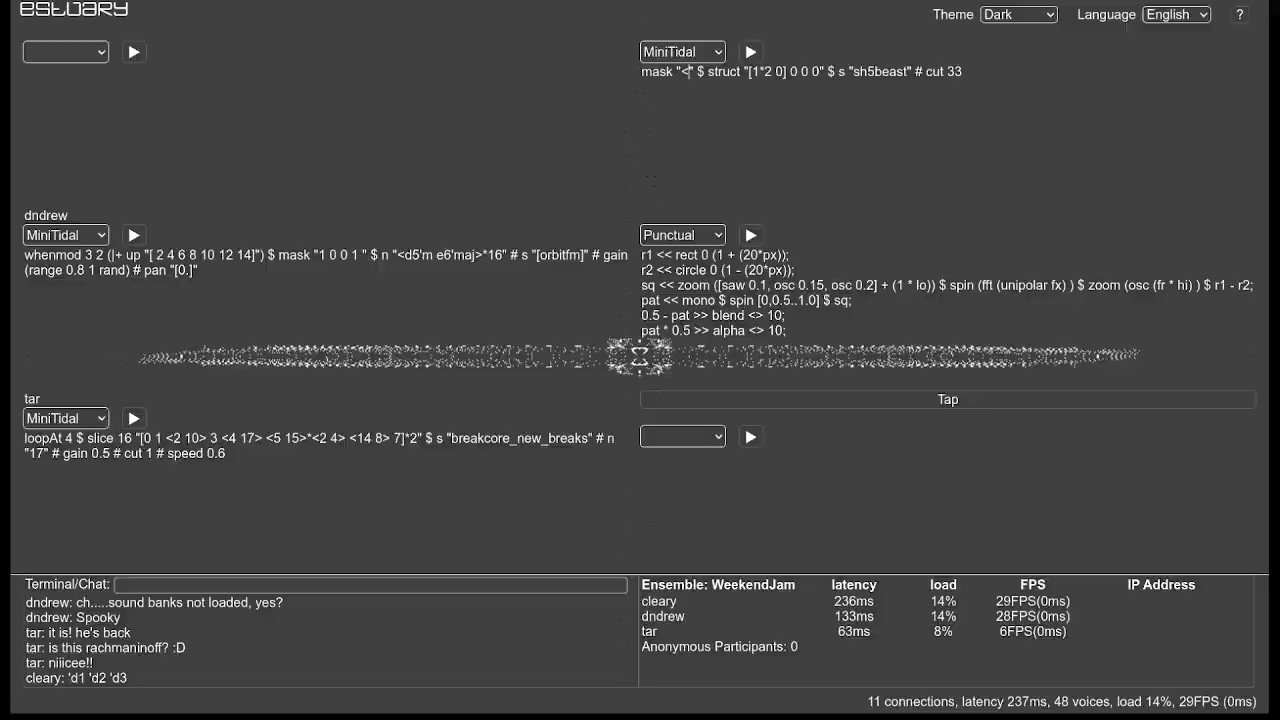 estuary
Theme Dark Language English ?
MiniTidal
mask "<" $ struct "[1*2 0] 0 0 0" $ s "sh5beast" # cut 33
dndrew
MiniTidal
whenmod 3 2 (|+ up "[ 2 4 6 8 10 12 14]") $ mask "1 0 0 1 " $ n "<d5'm e6'maj>*16" # s "[orbitfm]" # gain
(range 0.8 1 rand) # pan "[0.]"
Punctual
r1 << rect 0 (1 + (20*px));
r2 << circle 0 (1 - (20*px));
sq << zoom ([saw 0.1, osc 0.15, osc 0.2] + (1 * lo)) $ spin (fft (unipolar fx) ) $ zoom (osc (fr * hi) ) $ r1 - r2;
pat << mono $ spin [0,0.5..1.0] $ sq;
0.5 - pat >> blend <> 10;
pat * 0.5 >> alpha <> 10;
tar
MiniTidal
loopAt 4 $ slice 16 "[0 1 <2 10> 3 <4 17> <5 15>*<2 4> <14 8> 7]*2" $ s "breakcore_new_breaks" # n
"17" # gain 0.5 # cut 1 # speed 0.6
Tap
Terminal/Chat:
dndrew: ch.....sound banks not loaded, yes?
dndrew: Spooky
tar: it is! he's back
tar: is this rachmaninoff? :D
tar: niiicee!!
cleary: 'd1 'd2 'd3
Ensemble: WeekendJam latency load FPS IP Address
cleary 236ms 14% 29FPS(0ms)
dndrew 133ms 14% 28FPS(0ms)
tar 63ms 8% 6FPS(0ms)
Anonymous Participants: 0
11 connections, latency 237ms, 48 voices, load 14%, 29FPS (0ms)